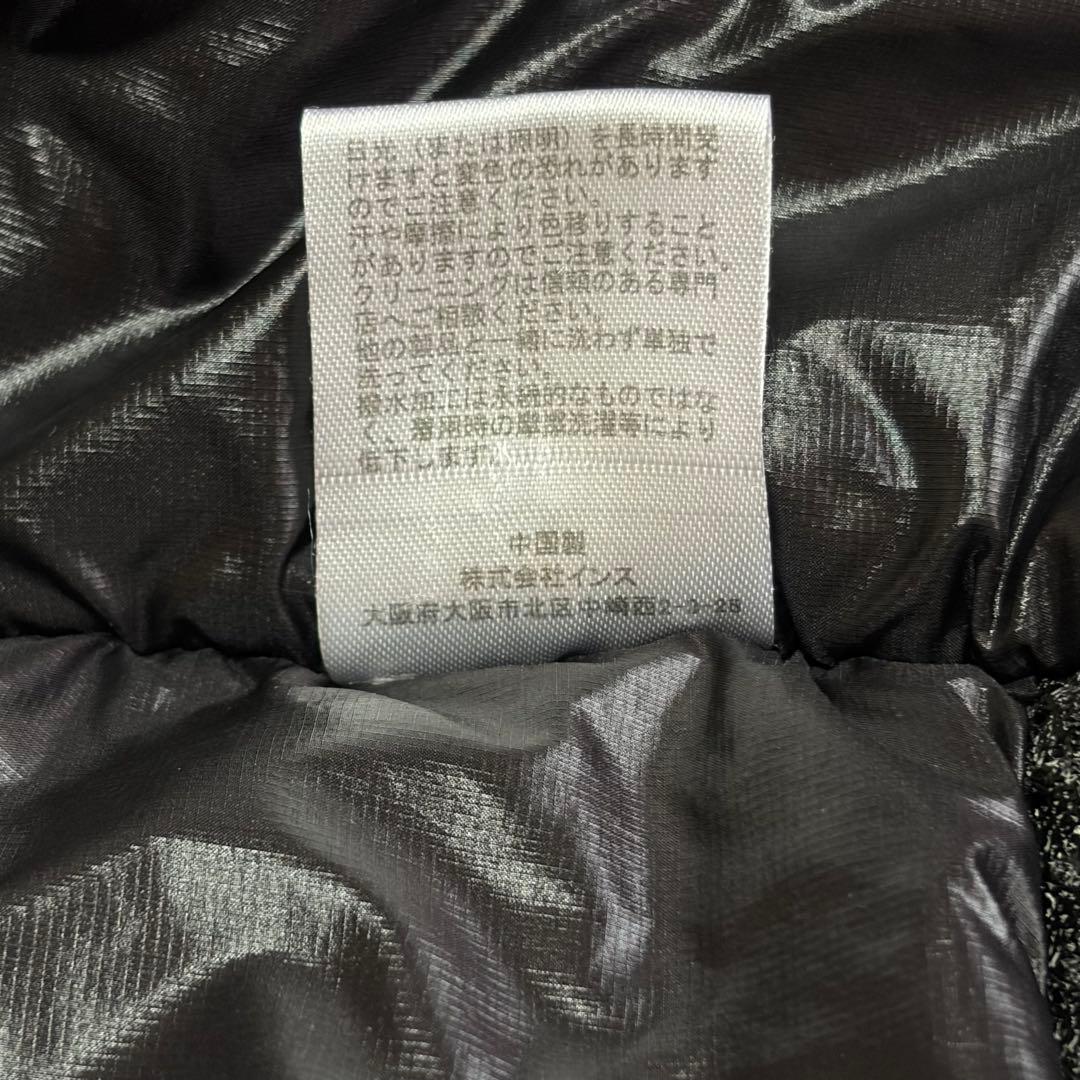 日光（または照明）を長時間受
けますと変色の恐れがあります
のでご注意ください。
汗や摩擦により色移りすること
がありますのでご注意ください。
クリーニングは信頼のある専門
店へご相談ください。
他の製品と一緒に洗わず単独で
洗ってください。
撥水加工は永続的なものではな
く、着用時の摩擦洗濯等により
低下します。
中国製
株式会社インス
大阪府大阪市北区中崎西2-3-28